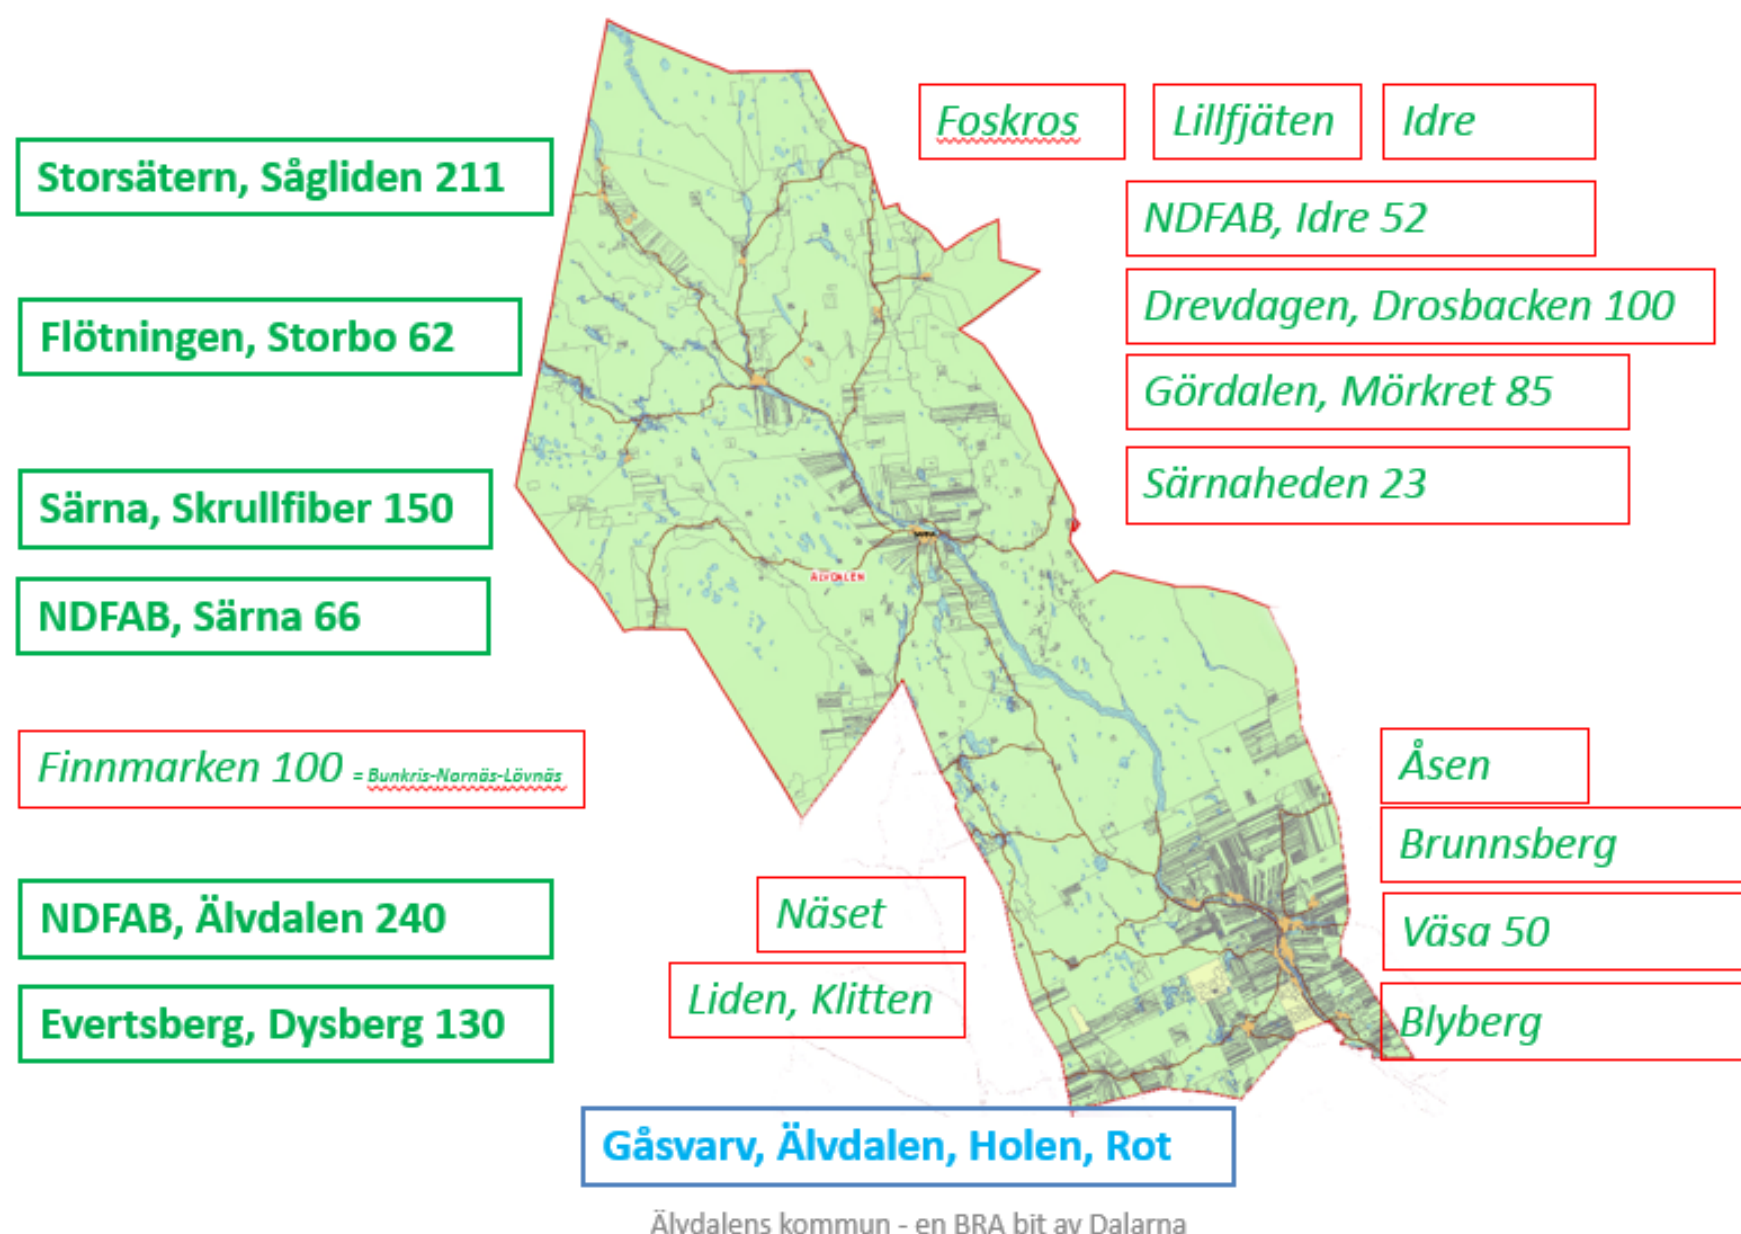 Foskros
Lillfjäten
Idre
Storsätern, Sågliden 211
NDFAB, Idre 52
Drevdagen, Drosbacken 100
Flötningen, Storbo 62
Gördalen, Mörkret 85
Särnaheden 23
Särna, Skrullfiber 150
SÄRNA
ÄLVDALEN
NDFAB, Särna 66
Finnmarken 100 = Bunkris-Nornäs-Lövnäs
Åsen
Brunnsberg
NDFAB, Älvdalen 240
Näset
Väsa 50
Liden, Klitten
Evertsberg, Dysberg 130
Blyberg
Gåsvarv, Älvdalen, Holen, Rot
Älvdalens kommun - en BRA bit av Dalarna